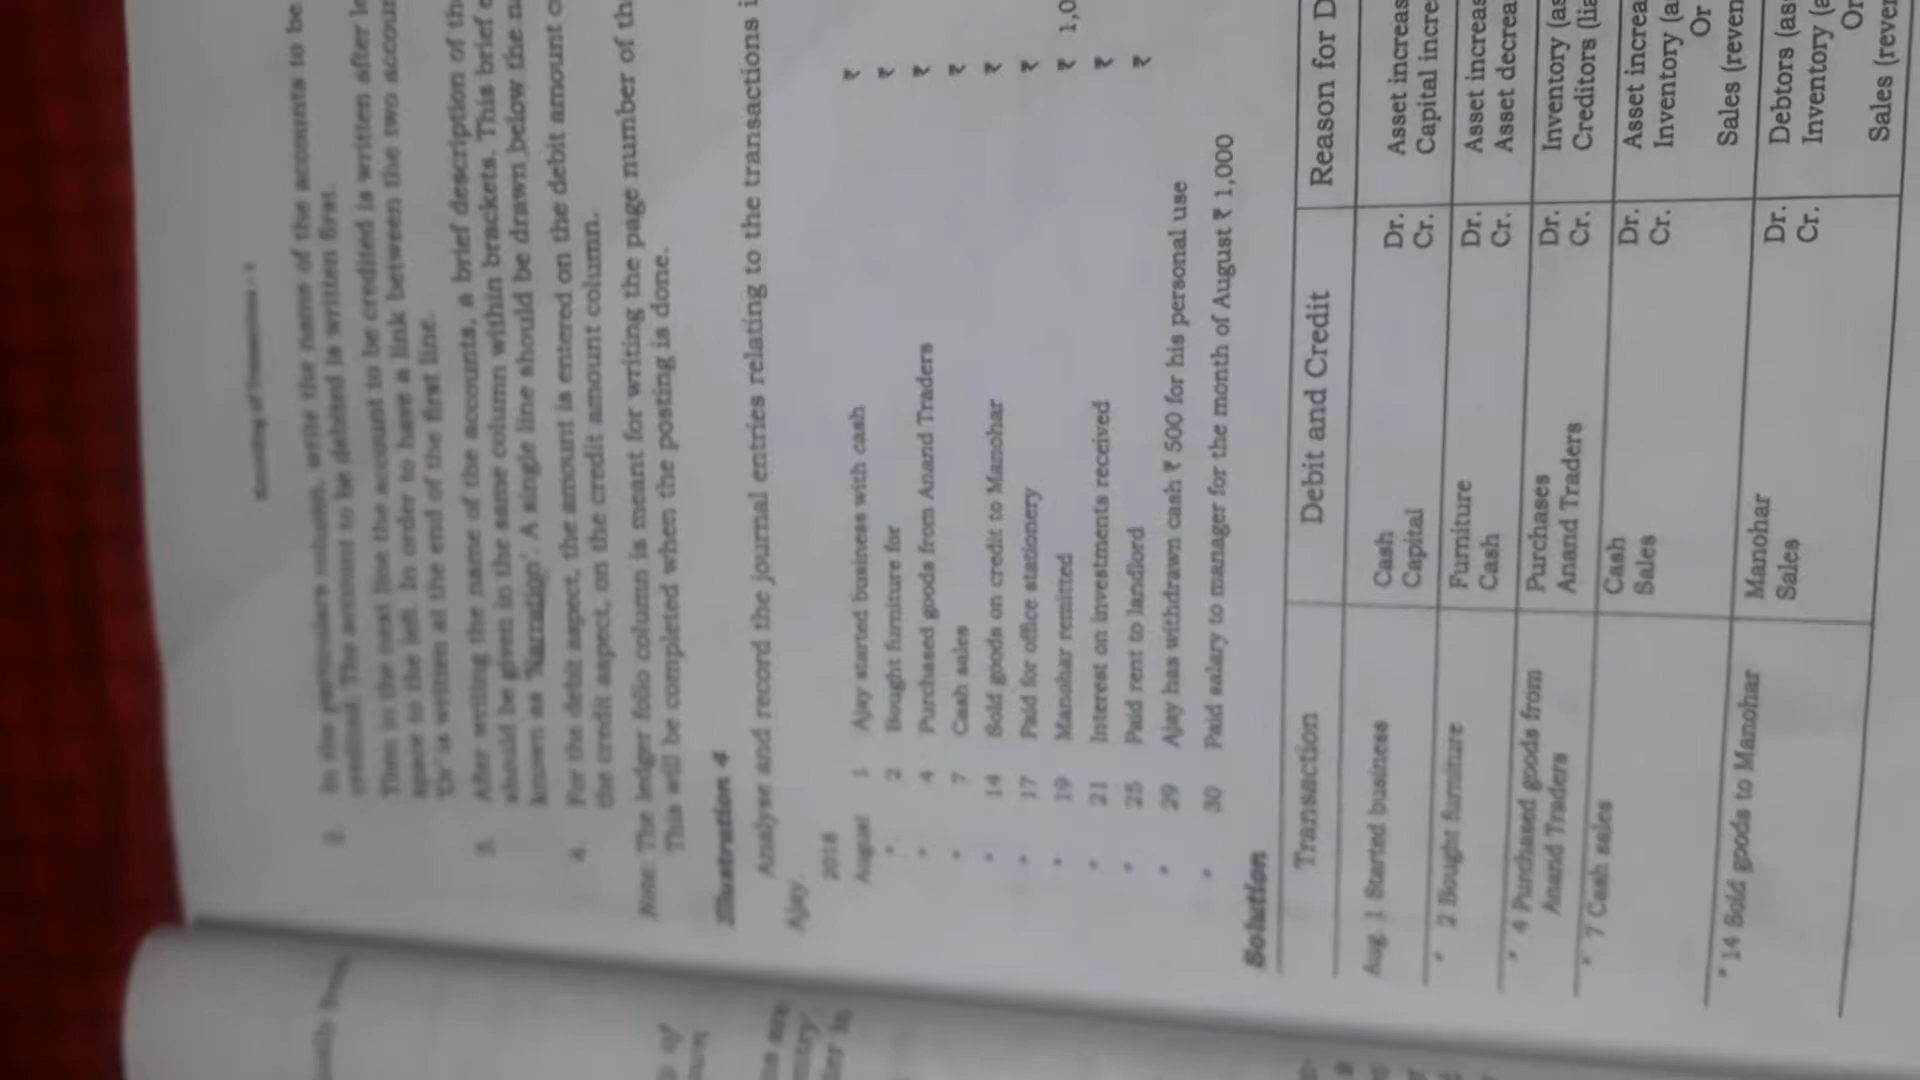 Recording of Transactions - I
2. In the particulars column, write the name of the accounts to be
The account to be debited is written first.
Then in the next line the account to be credited is written after le
space to the left. In order to have a link between the two accoun
'Dr' is written at the end of the first line.
3. After writing the name of the accounts, a brief description of th
should be given in the same column within brackets. This brief e
known as 'Narration'. A single line should be drawn below the na
4. For the debit aspect, the amount is entered on the debit amount c
the credit aspect, on the credit amount column.
Note: The ledger folio column is meant for writing the page number of th
This will be completed when the posting is done.
Illustration 4
Analyse and record the journal entries relating to the transactions i
Ajay.
2018
August 1 Ajay started business with cash ₹
" 2 Bought furniture for ₹
" 4 Purchased goods from Anand Traders ₹
" 7 Cash sales ₹
" 14 Sold goods on credit to Manohar ₹
" 17 Paid for office stationery ₹
" 19 Manohar remitted ₹ 1,0
" 21 Interest on investments received ₹
" 25 Paid rent to landlord ₹
" 29 Ajay has withdrawn cash ₹ 500 for his personal use
" 30 Paid salary to manager for the month of August ₹ 1,000
Solution
Transaction Debit and Credit Reason for D
Aug. 1 Started business Cash Dr. Asset increas
Capital Cr. Capital incre
" 2 Bought furniture Furniture Dr. Asset increas
Cash Cr. Asset decrea
" 4 Purchased goods from Purchases Dr. Inventory (as
Anand Traders Anand Traders Cr. Creditors (lia
" 7 Cash sales Cash Dr. Asset increa
Sales Cr. Inventory (a
Or
Sales (reven
" 14 Sold goods to Manohar Manohar Dr. Debtors (as
Sales Cr. Inventory (a
Or
Sales (rever